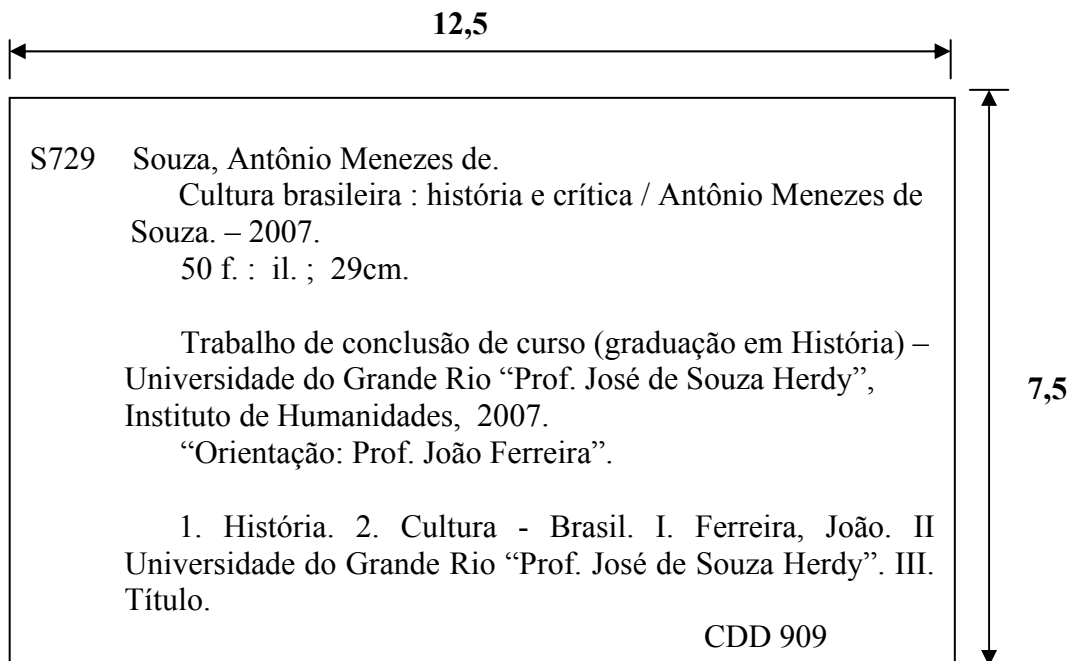 12,5
S729 Souza, Antônio Menezes de.
Cultura brasileira : história e crítica / Antônio Menezes de
Souza. – 2007.
50 f. : il. ; 29cm.
Trabalho de conclusão de curso (graduação em História) –
Universidade do Grande Rio “Prof. José de Souza Herdy”,
Instituto de Humanidades, 2007.
“Orientação: Prof. João Ferreira”.
7,5
1. História. 2. Cultura - Brasil. I. Ferreira, João. II
Universidade do Grande Rio “Prof. José de Souza Herdy”. III.
Título.
CDD 909